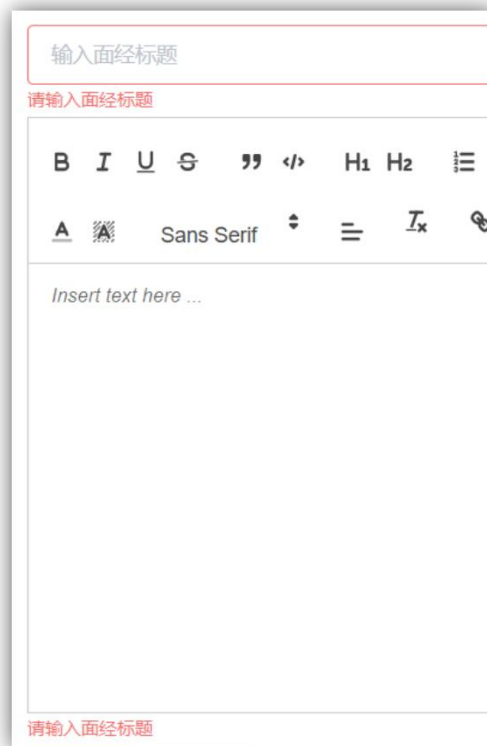 输入面经标题
请输入面经标题
B I U S ” </> H1 H2
A A Sans Serif
Insert text here ...
请输入面经标题